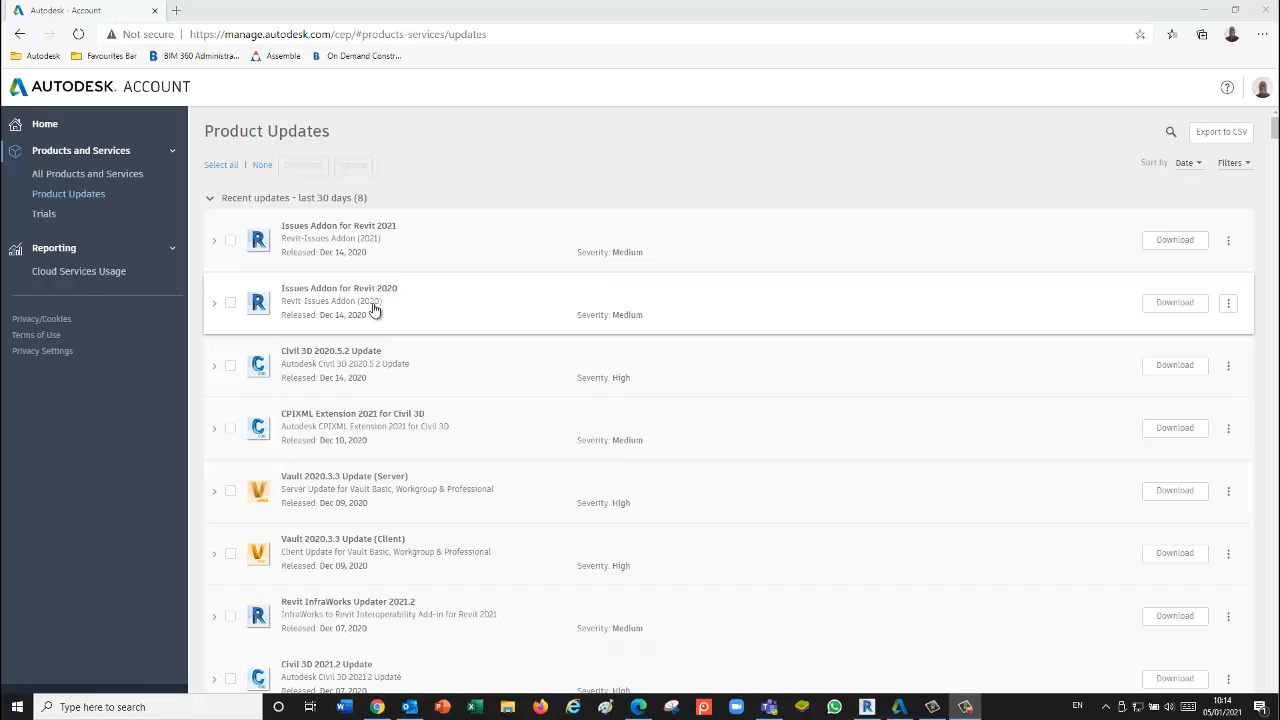 Autodesk - Account
Not secure
https://manage.autodesk.com/cep/#products-services/updates
Autodesk
Favourites Bar
BIM 360 Administra...
Assemble
On Demand Constr...
AUTODESK. ACCOUNT
Home
Products and Services
All Products and Services
Product Updates
Trials
Reporting
Cloud Services Usage
Privacy/Cookies
Terms of Use
Privacy Settings
Product Updates
Export to CSV
Select all | None
Download
Sort by Date
Filters
Recent updates - last 30 days (8)
Issues Addon for Revit 2021
Revit-Issues Addon (2021)
Released: Dec 14, 2020
Severity: Medium
Download
Issues Addon for Revit 2020
Revit-Issues Addon (2020)
Released: Dec 14, 2020
Severity: Medium
Download
Civil 3D 2020.5.2 Update
Autodesk Civil 3D 2020.5.2 Update
Released: Dec 14, 2020
Severity: High
Download
CPIXML Extension 2021 for Civil 3D
Autodesk CPIXML Extension 2021 for Civil 3D
Released: Dec 10, 2020
Severity: Medium
Download
Vault 2020.3.3 Update (Server)
Server Update for Vault Basic, Workgroup & Professional
Released: Dec 09, 2020
Severity: High
Download
Vault 2020.3.3 Update (Client)
Client Update for Vault Basic, Workgroup & Professional
Released: Dec 09, 2020
Severity: High
Download
Revit InfraWorks Updater 2021.2
InfraWorks to Revit Interoperability Add-in for Revit 2021
Released: Dec 07, 2020
Severity: Medium
Download
Civil 3D 2021.2 Update
Autodesk Civil 3D 2021.2 Update
Released: Dec 07, 2020
Severity: High
Download
Type here to search
EN
10:14
05/01/2021